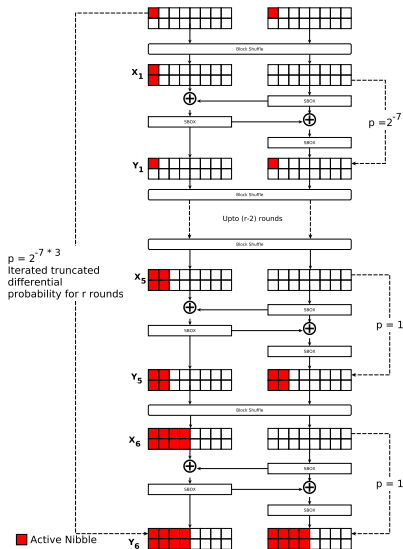 Block Shuffle
X1
SBOX
p =2^-7
SBOX
SBOX
Y1
Block Shuffle
Upto (r-2) rounds
Block Shuffle
p = 2^-7 * 3
Iterated truncated
differential
probability for r rounds
X5
SBOX
p = 1
SBOX
SBOX
Y5
Block Shuffle
X6
SBOX
p = 1
SBOX
SBOX
Active Nibble
Y6